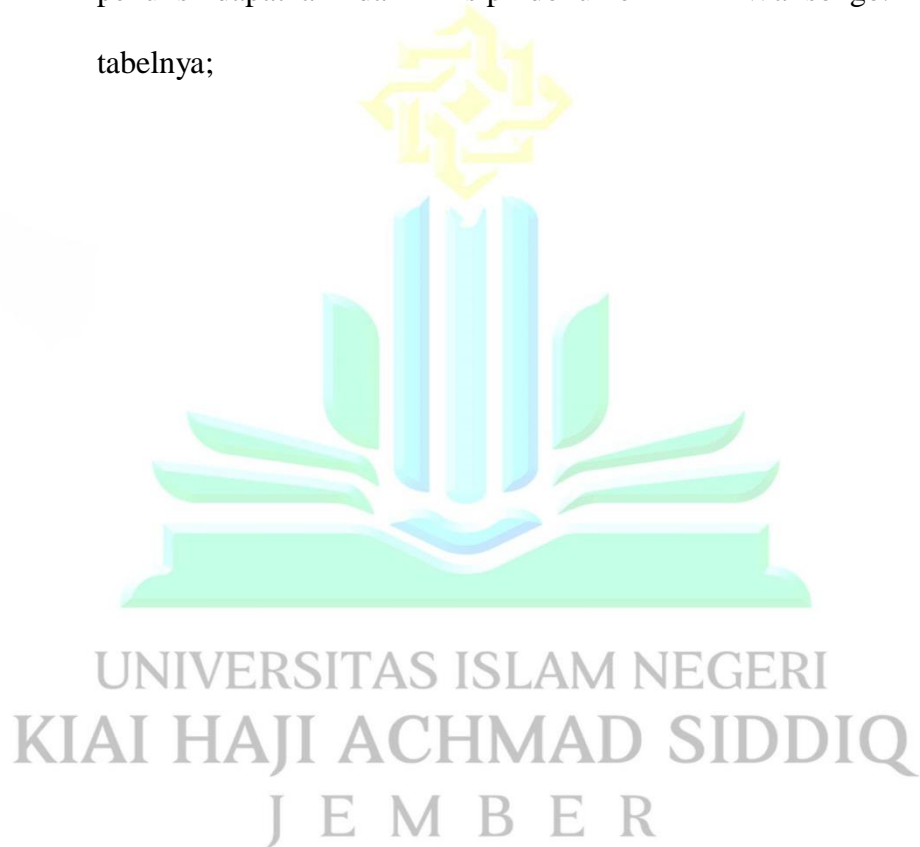 tabelnya;
UNIVERSITAS ISLAM NEGERI
KIAI HAJI ACHMAD SIDDIQ
J E M B E R